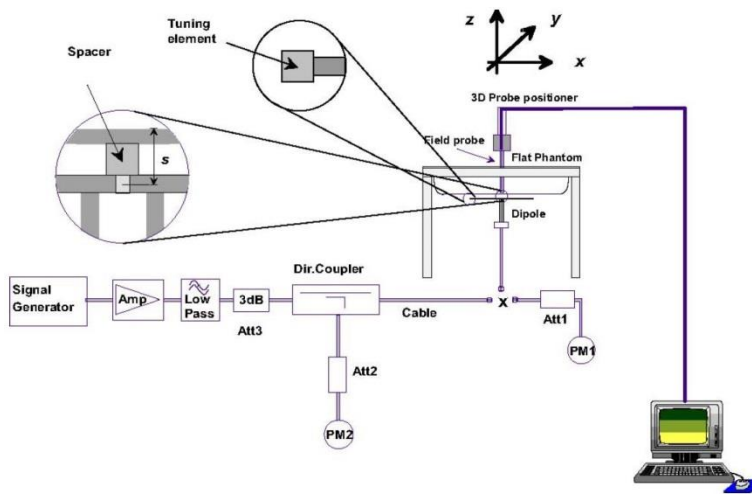 Tuning
element
Spacer
s
z
y
x
3D Probe positioner
Field probe
Flat Phantom
Dipole
Dir.Coupler
Signal
Generator
Amp
Low
Pass
3dB
Att3
Cable
x
Att1
PM1
Att2
PM2